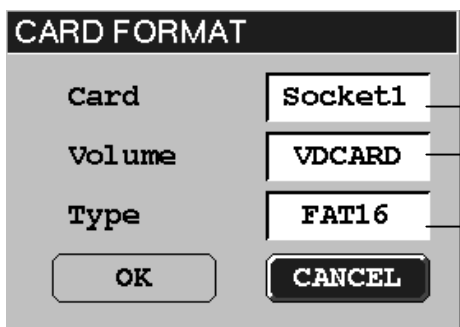 CARD FORMAT
Card Socket1
Volume VDCARD
Type FAT16
OK CANCEL